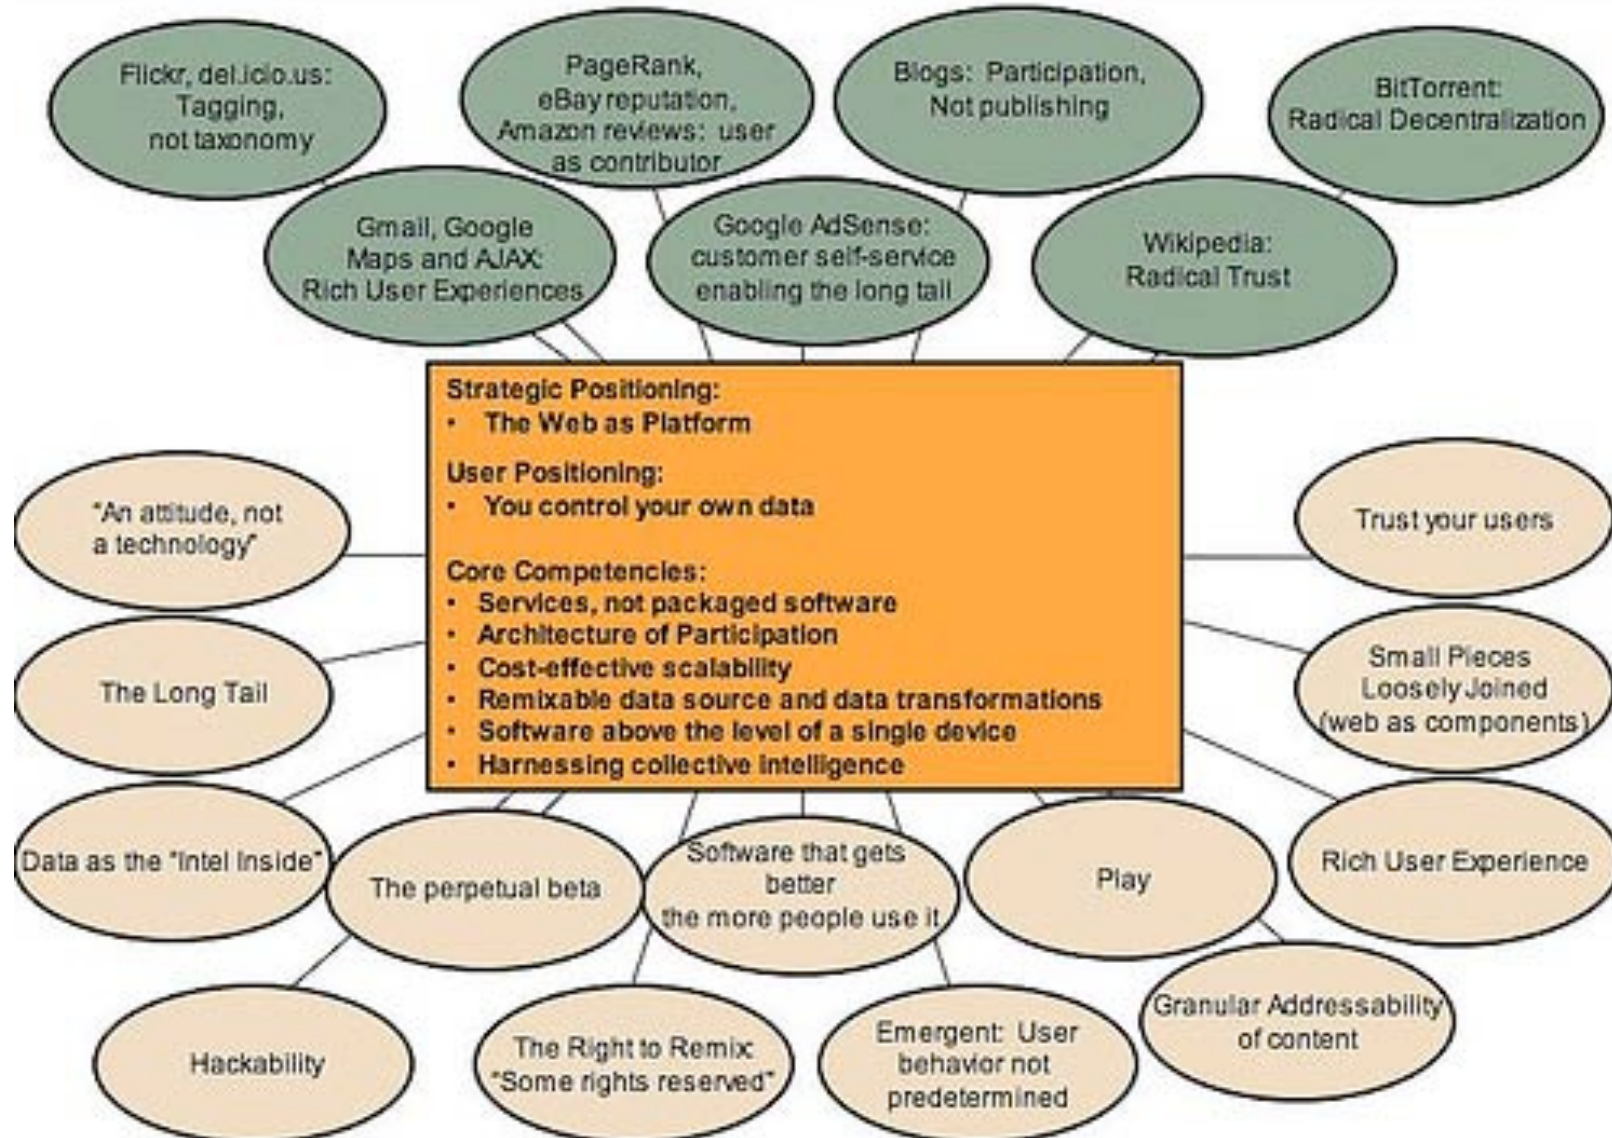 Flickr, del.icio.us:
Tagging,
not taxonomy
PageRank,
eBay reputation,
Amazon reviews: user
as contributor
Blogs: Participation,
Not publishing
BitTorrent:
Radical Decentralization
Gmail, Google
Maps and AJAX:
Rich User Experiences
Google AdSense:
customer self-service
enabling the long tail
Wikipedia:
Radical Trust
Strategic Positioning:
• The Web as Platform
User Positioning:
• You control your own data
Core Competencies:
• Services, not packaged software
• Architecture of Participation
• Cost-effective scalability
• Remixable data source and data transformations
• Software above the level of a single device
• Harnessing collective intelligence
"An attitude, not
a technology"
Trust your users
The Long Tail
Small Pieces
Loosely Joined
(web as components)
Data as the "Intel Inside"
The perpetual beta
Software that gets
better
the more people use it
Play
Rich User Experience
Hackability
The Right to Remix:
"Some rights reserved"
Emergent: User
behavior not
predetermined
Granular Addressability
of content